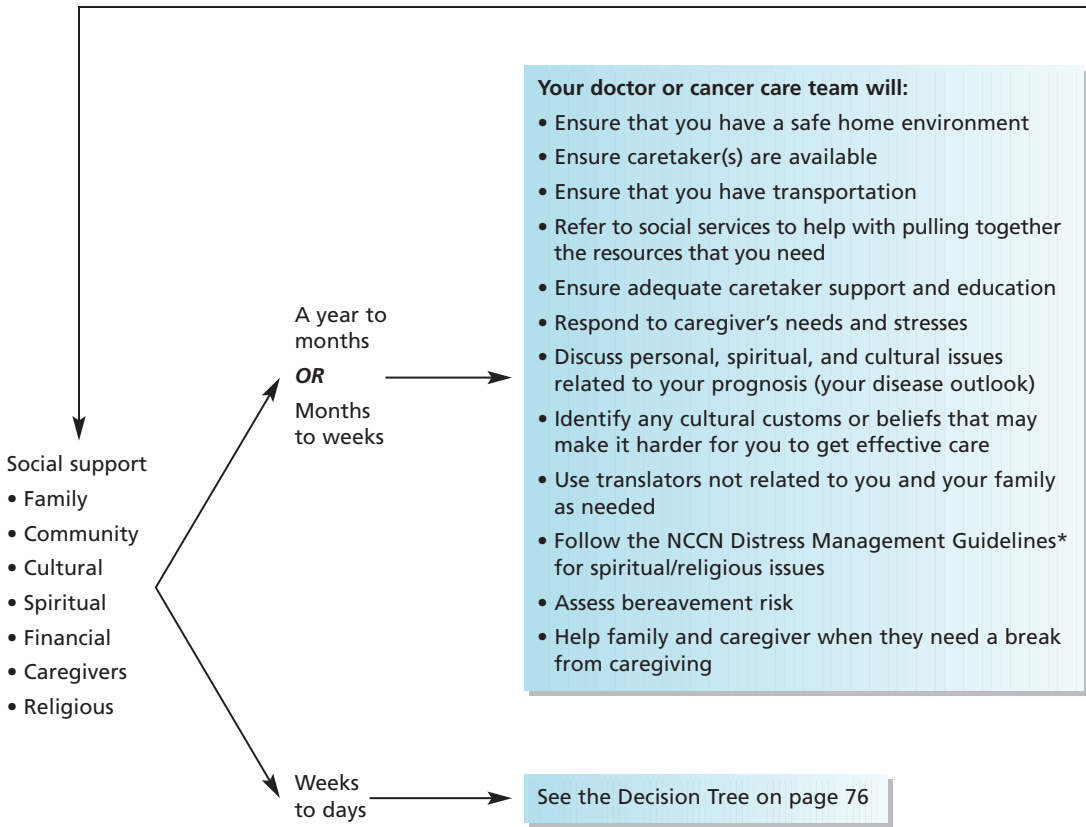 Social support
• Family
• Community
• Cultural
• Spiritual
• Financial
• Caregivers
• Religious
A year to
months
OR
Months
to weeks
Your doctor or cancer care team will:
• Ensure that you have a safe home environment
• Ensure caretaker(s) are available
• Ensure that you have transportation
• Refer to social services to help with pulling together
the resources that you need
• Ensure adequate caretaker support and education
• Respond to caregiver's needs and stresses
• Discuss personal, spiritual, and cultural issues
related to your prognosis (your disease outlook)
• Identify any cultural customs or beliefs that may
make it harder for you to get effective care
• Use translators not related to you and your family
as needed
• Follow the NCCN Distress Management Guidelines*
for spiritual/religious issues
• Assess bereavement risk
• Help family and caregiver when they need a break
from caregiving
Weeks
to days
See the Decision Tree on page 76